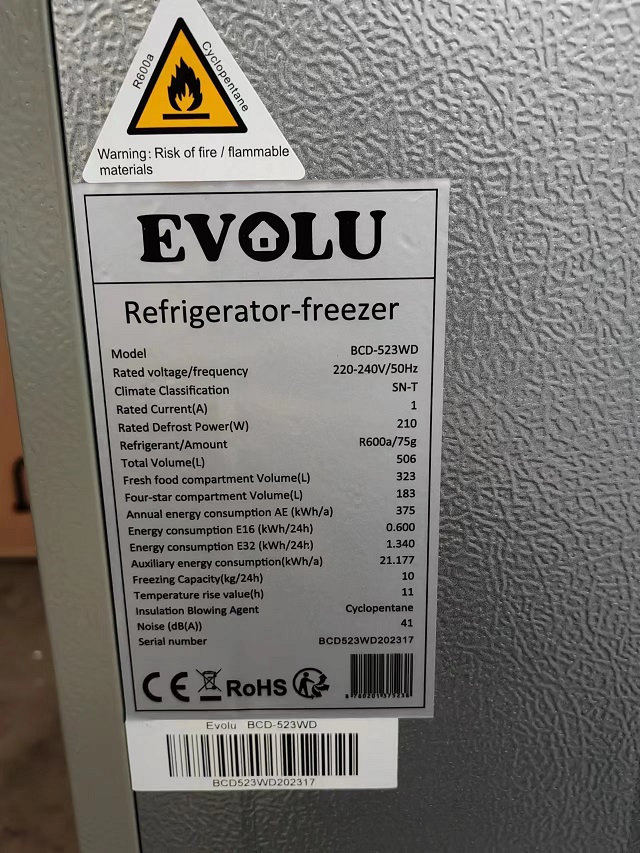 R600a
Cyclopentane
Warning: Risk of fire / flammable
materials
EVOLU
Refrigerator-freezer
Model BCD-523WD
Rated voltage/frequency 220-240V/50Hz
Climate Classification SN-T
Rated Current(A) 1
Rated Defrost Power(W) 210
Refrigerant/Amount R600a/75g
Total Volume(L) 506
Fresh food compartment Volume(L) 323
Four-star compartment Volume(L) 183
Annual energy consumption AE (kWh/a) 375
Energy consumption E16 (kWh/24h) 0.600
Energy consumption E32 (kWh/24h) 1.340
Auxiliary energy consumption(kWh/a) 21.177
Freezing Capacity(kg/24h) 10
Temperature rise value(h) 11
Insulation Blowing Agent Cyclopentane
Noise (dB(A)) 41
Serial number BCD523WD202317
CE RoHS
Evolu BCD-523WD
BCD523WD202317